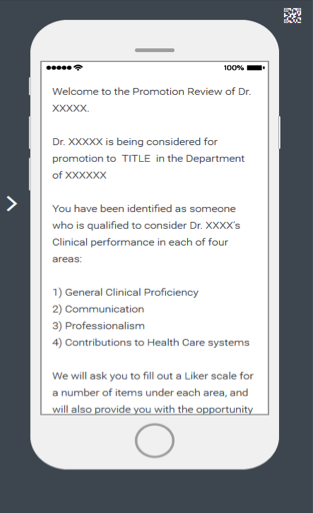 100%
Welcome to the Promotion Review of Dr.
XXXXX.
Dr. XXXXX is being considered for
promotion to TITLE in the Department
of XXXXXX
You have been identified as someone
who is qualified to consider Dr. XXXX's
Clinical performance in each of four
areas:
1) General Clinical Proficiency
2) Communication
3) Professionalism
4) Contributions to Health Care systems
We will ask you to fill out a Liker scale for
a number of items under each area, and
will also provide you with the opportunity